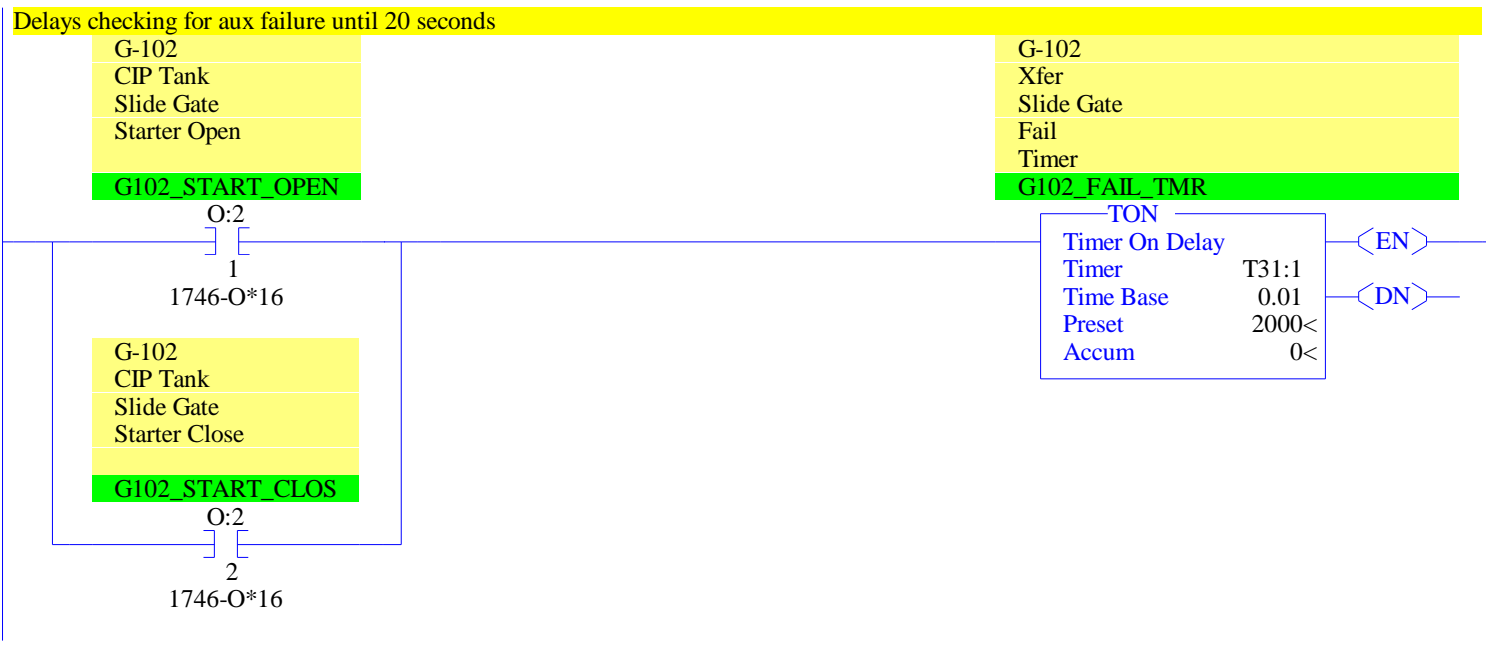 Delays checking for aux failure until 20 seconds
G-102
CIP Tank
Slide Gate
Starter Open
G102_START_OPEN
O:2
1
1746-O*16
G-102
Xfer
Slide Gate
Fail
Timer
G102_FAIL_TMR
TON
Timer On Delay
Timer T31:1
Time Base 0.01
Preset 2000<
Accum 0<
EN
DN
G-102
CIP Tank
Slide Gate
Starter Close
G102_START_CLOS
O:2
2
1746-O*16